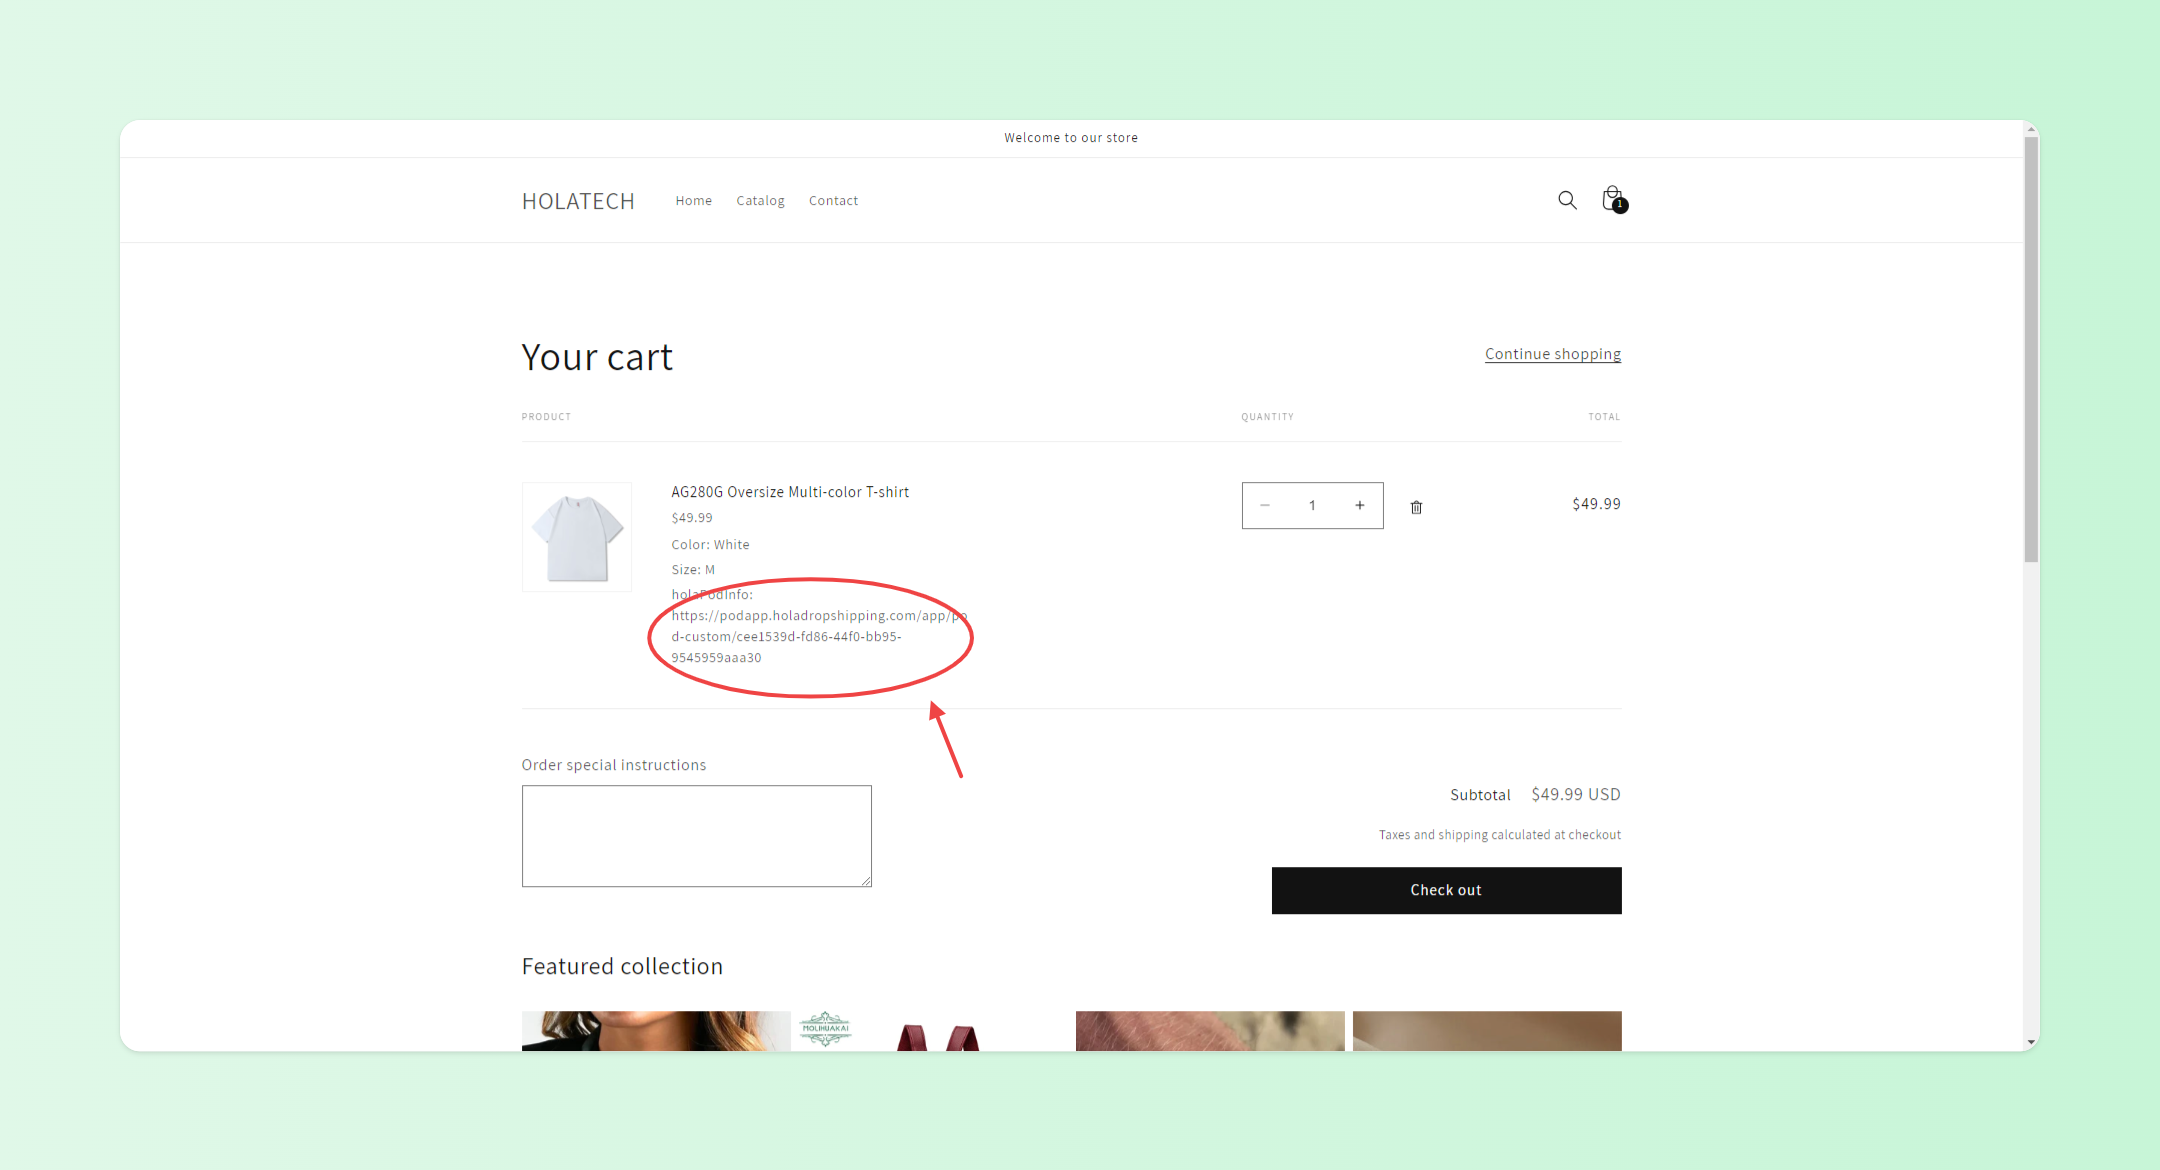 Welcome to our store
HOLATECH
Home
Catalog
Contact
1
Your cart
Continue shopping
PRODUCT
QUANTITY
TOTAL
AG280G Oversize Multi-color T-shirt
$49.99
Color: White
Size: M
holaPodInfo:
https://podapp.holadropshipping.com/app/po
d-custom/cee1539d-fd86-44f0-bb95-
9545959aaa30
1
$49.99
Order special instructions
Subtotal $49.99 USD
Taxes and shipping calculated at checkout
Check out
Featured collection
MOLIHUAKAI